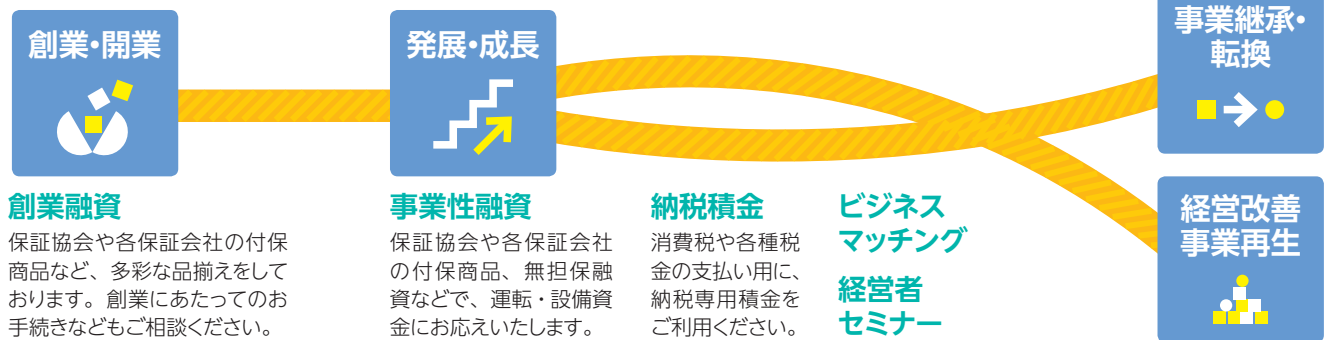 創業・開業
発展・成長
事業継承・
転換
経営改善
事業再生
創業融資
保証協会や各保証会社の付保
商品など、多彩な品揃えをして
おります。創業にあたってのお
手続きなどもご相談ください。
事業性融資
保証協会や各保証会社
の付保商品、無担保融
資などで、運転・設備資
金にお応えいたします。
納税積金
消費税や各種税
金の支払い用に、
納税専用積金を
ご利用ください。
ビジネス
マッチング
経営者
セミナー